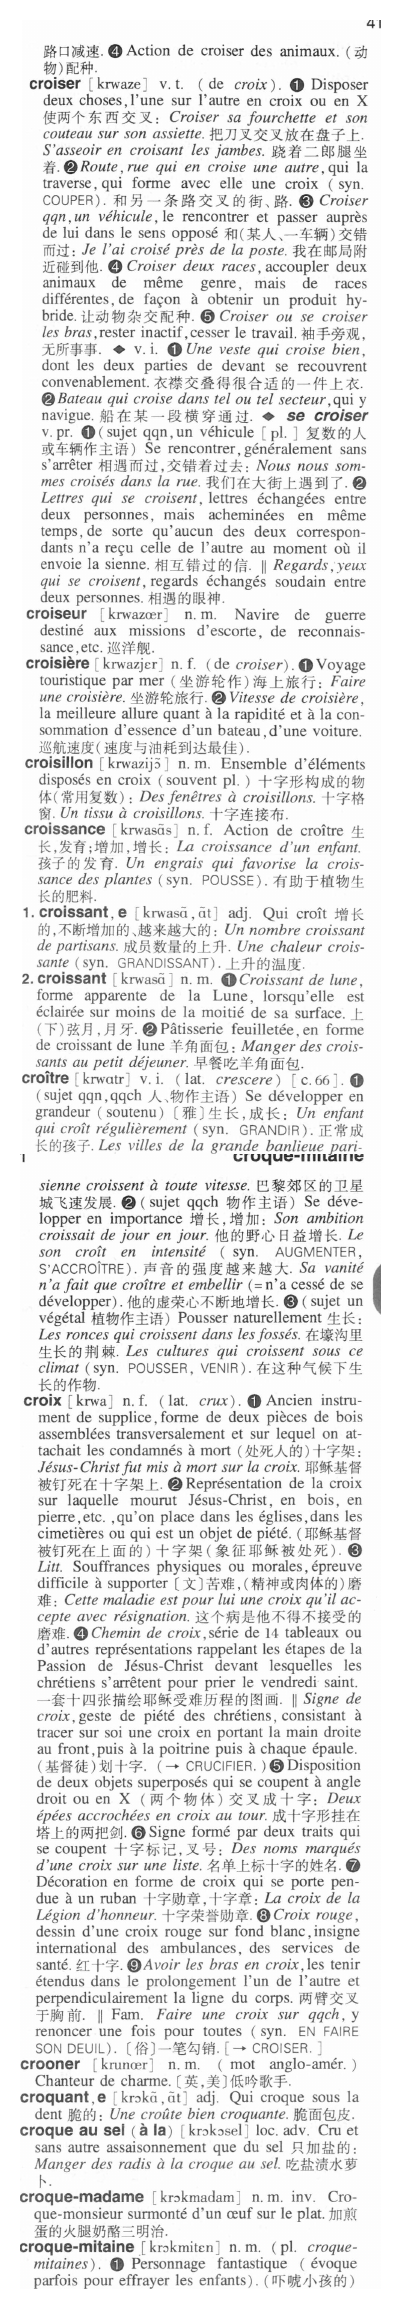 41
路口减速. ❹ Action de croiser des animaux. (动
物)配种.
croiser [krwaze] v. t. (de croix). ❶ Disposer
deux choses, l'une sur l'autre en croix ou en X
使两个东西交叉: Croiser sa fourchette et son
couteau sur son assiette. 把刀叉交叉放在盘子上.
S'asseoir en croisant les jambes. 跷着二郎腿坐
着. ❷ Route, rue qui en croise une autre, qui la
traverse, qui forme avec elle une croix (syn.
COUPER). 和另一条路交叉的街、路. ❸ Croiser
qqn, un véhicule, le rencontrer et passer auprès
de lui dans le sens opposé 和(某人、一车辆)交错
而过: Je l'ai croisé près de la poste. 我在邮局附
近碰到他. ❹ Croiser deux races, accoupler deux
animaux de même genre, mais de races
différentes, de façon à obtenir un produit hy-
bride. 让动物杂交配种. ❺ Croiser ou se croiser
les bras, rester inactif, cesser le travail. 袖手旁观,
无所事事. ◆ v. i. ❶ Une veste qui croise bien,
dont les deux parties de devant se recouvrent
convenablement. 衣襟交叠得很合适的一件上衣.
❷ Bateau qui croise dans tel ou tel secteur, qui y
navigue. 船在某一段横穿通过. ◆ se croiser
v. pr. ❶ (sujet qqn, un véhicule [pl.] 复数的人
或车辆作主语) Se rencontrer, généralement sans
s'arrêter 相遇而过,交错着过去: Nous nous som-
mes croisés dans la rue. 我们在大街上遇到了. ❷
Lettres qui se croisent, lettres échangées entre
deux personnes, mais acheminées en même
temps, de sorte qu'aucun des deux correspon-
dants n'a reçu celle de l'autre au moment où il
envoie la sienne. 相互错过的信. ‖ Regards, yeux
qui se croisent, regards échangés soudain entre
deux personnes. 相遇的眼神.
croiseur [krwazœr] n. m. Navire de guerre
destiné aux missions d'escorte, de reconnais-
sance, etc. 巡洋舰.
croisière [krwazjɛr] n. f. (de croiser). ❶ Voyage
touristique par mer (坐游轮作)海上旅行: Faire
une croisière. 坐游轮旅行. ❷ Vitesse de croisière,
la meilleure allure quant à la rapidité et à la con-
sommation d'essence d'un bateau, d'une voiture.
巡航速度(速度与油耗到达最佳).
croisillon [krwazijɔ̃] n. m. Ensemble d'éléments
disposés en croix (souvent pl.) 十字形构成的物
体(常用复数): Des fenêtres à croisillons. 十字格
窗. Un tissu à croisillons. 十字连接布.
croissance [krwasɑ̃s] n. f. Action de croître 生
长,发育;增加,增长: La croissance d'un enfant.
孩子的发育. Un engrais qui favorise la crois-
sance des plantes (syn. POUSSE). 有助于植物生
长的肥料.
1. croissant, e [krwasɑ̃, ɑ̃t] adj. Qui croît 增长
的,不断增加的、越来越大的: Un nombre croissant
de partisans. 成员数量的上升. Une chaleur crois-
sante (syn. GRANDISSANT). 上升的温度.
2. croissant [krwasɑ̃] n. m. ❶ Croissant de lune,
forme apparente de la Lune, lorsqu'elle est
éclairée sur moins de la moitié de sa surface. 上
(下)弦月,月牙. ❷ Pâtisserie feuilletée, en forme
de croissant de lune 羊角面包: Manger des crois-
sants au petit déjeuner. 早餐吃羊角面包.
croître [krwɑtr] v. i. (lat. crescere) [c. 66]. ❶
(sujet qqn, qqch 人、物作主语) Se développer en
grandeur (soutenu) 〔雅〕生长,成长: Un enfant
qui croît régulièrement (syn. GRANDIR). 正常成
长的孩子. Les villes de la grande banlieue pari-
croque-mitaine
sienne croissent à toute vitesse. 巴黎郊区的卫星
城飞速发展. ❷ (sujet qqch 物作主语) Se déve-
lopper en importance 增长,增加: Son ambition
croissait de jour en jour. 他的野心日益增长. Le
son croît en intensité (syn. AUGMENTER,
S'ACCROÎTRE). 声音的强度越来越大. Sa vanité
n'a fait que croître et embellir (= n'a cessé de se
développer). 他的虚荣心不断地增长. ❸ (sujet un
végétal 植物作主语) Pousser naturellement 生长:
Les ronces qui croissent dans les fossés. 在壕沟里
生长的荆棘. Les cultures qui croissent sous ce
climat (syn. POUSSER, VENIR). 在这种气候下生
长的作物.
croix [krwa] n. f. (lat. crux). ❶ Ancien instru-
ment de supplice, forme de deux pièces de bois
assemblées transversalement et sur lequel on at-
tachait les condamnés à mort (处死人的)十字架:
Jésus-Christ fut mis à mort sur la croix. 耶稣基督
被钉死在十字架上. ❷ Représentation de la croix
sur laquelle mourut Jésus-Christ, en bois, en
pierre, etc., qu'on place dans les églises, dans les
cimetières ou qui est un objet de piété. (耶稣基督
被钉死在上面的)十字架(象征耶稣被处死). ❸
Litt. Souffrances physiques ou morales, épreuve
difficile à supporter [文]苦难,(精神或肉体的)磨
难: Cette maladie est pour lui une croix qu'il ac-
cepte avec résignation. 这个病是他不得不接受的
磨难. ❹ Chemin de croix, série de 14 tableaux ou
d'autres représentations rappelant les étapes de la
Passion de Jésus-Christ devant lesquelles les
chrétiens s'arrêtent pour prier le vendredi saint.
一套十四张描绘耶稣受难历程的图画. ‖ Signe de
croix, geste de piété des chrétiens, consistant à
tracer sur soi une croix en portant la main droite
au front, puis à la poitrine puis à chaque épaule.
(基督徒)划十字. (→ CRUCIFIER.) ❺ Disposition
de deux objets superposés qui se coupent à angle
droit ou en X (两个物体)交叉成十字: Deux
épées accrochées en croix au tour. 成十字形挂在
塔上的两把剑. ❻ Signe formé par deux traits qui
se coupent 十字标记,叉号: Des noms marqués
d'une croix sur une liste. 名单上标十字的姓名. ❼
Décoration en forme de croix qui se porte pen-
due à un ruban 十字勋章,十字章: La croix de la
Légion d'honneur. 十字荣誉勋章. ❽ Croix rouge,
dessin d'une croix rouge sur fond blanc, insigne
international des ambulances, des services de
santé. 红十字. ❾ Avoir les bras en croix, les tenir
étendus dans le prolongement l'un de l'autre et
perpendiculairement la ligne du corps. 两臂交叉
于胸前. ‖ Fam. Faire une croix sur qqch, y
renoncer une fois pour toutes (syn. EN FAIRE
SON DEUIL). 〔俗〕一笔勾销. [→ CROISER.]
crooner [krunœr] n. m. (mot anglo-amér.)
Chanteur de charme. 〔英,美〕低吟歌手.
croquant, e [krɔkɑ̃, ɑ̃t] adj. Qui croque sous la
dent 脆的: Une croûte bien croquante. 脆面包皮.
croque au sel (à la) [krɔkosɛl] loc. adv. Cru et
sans autre assaisonnement que du sel 只加盐的:
Manger des radis à la croque au sel. 吃盐渍水萝
卜.
croque-madame [krɔkmadam] n. m. inv. Cro-
que-monsieur surmonté d'un œuf sur le plat. 加煎
蛋的火腿奶酪三明治.
croque-mitaine [krɔkmitɛn] n. m. (pl. croque-
mitaines). ❶ Personnage fantastique (évoque
parfois pour effrayer les enfants). (吓唬小孩的)